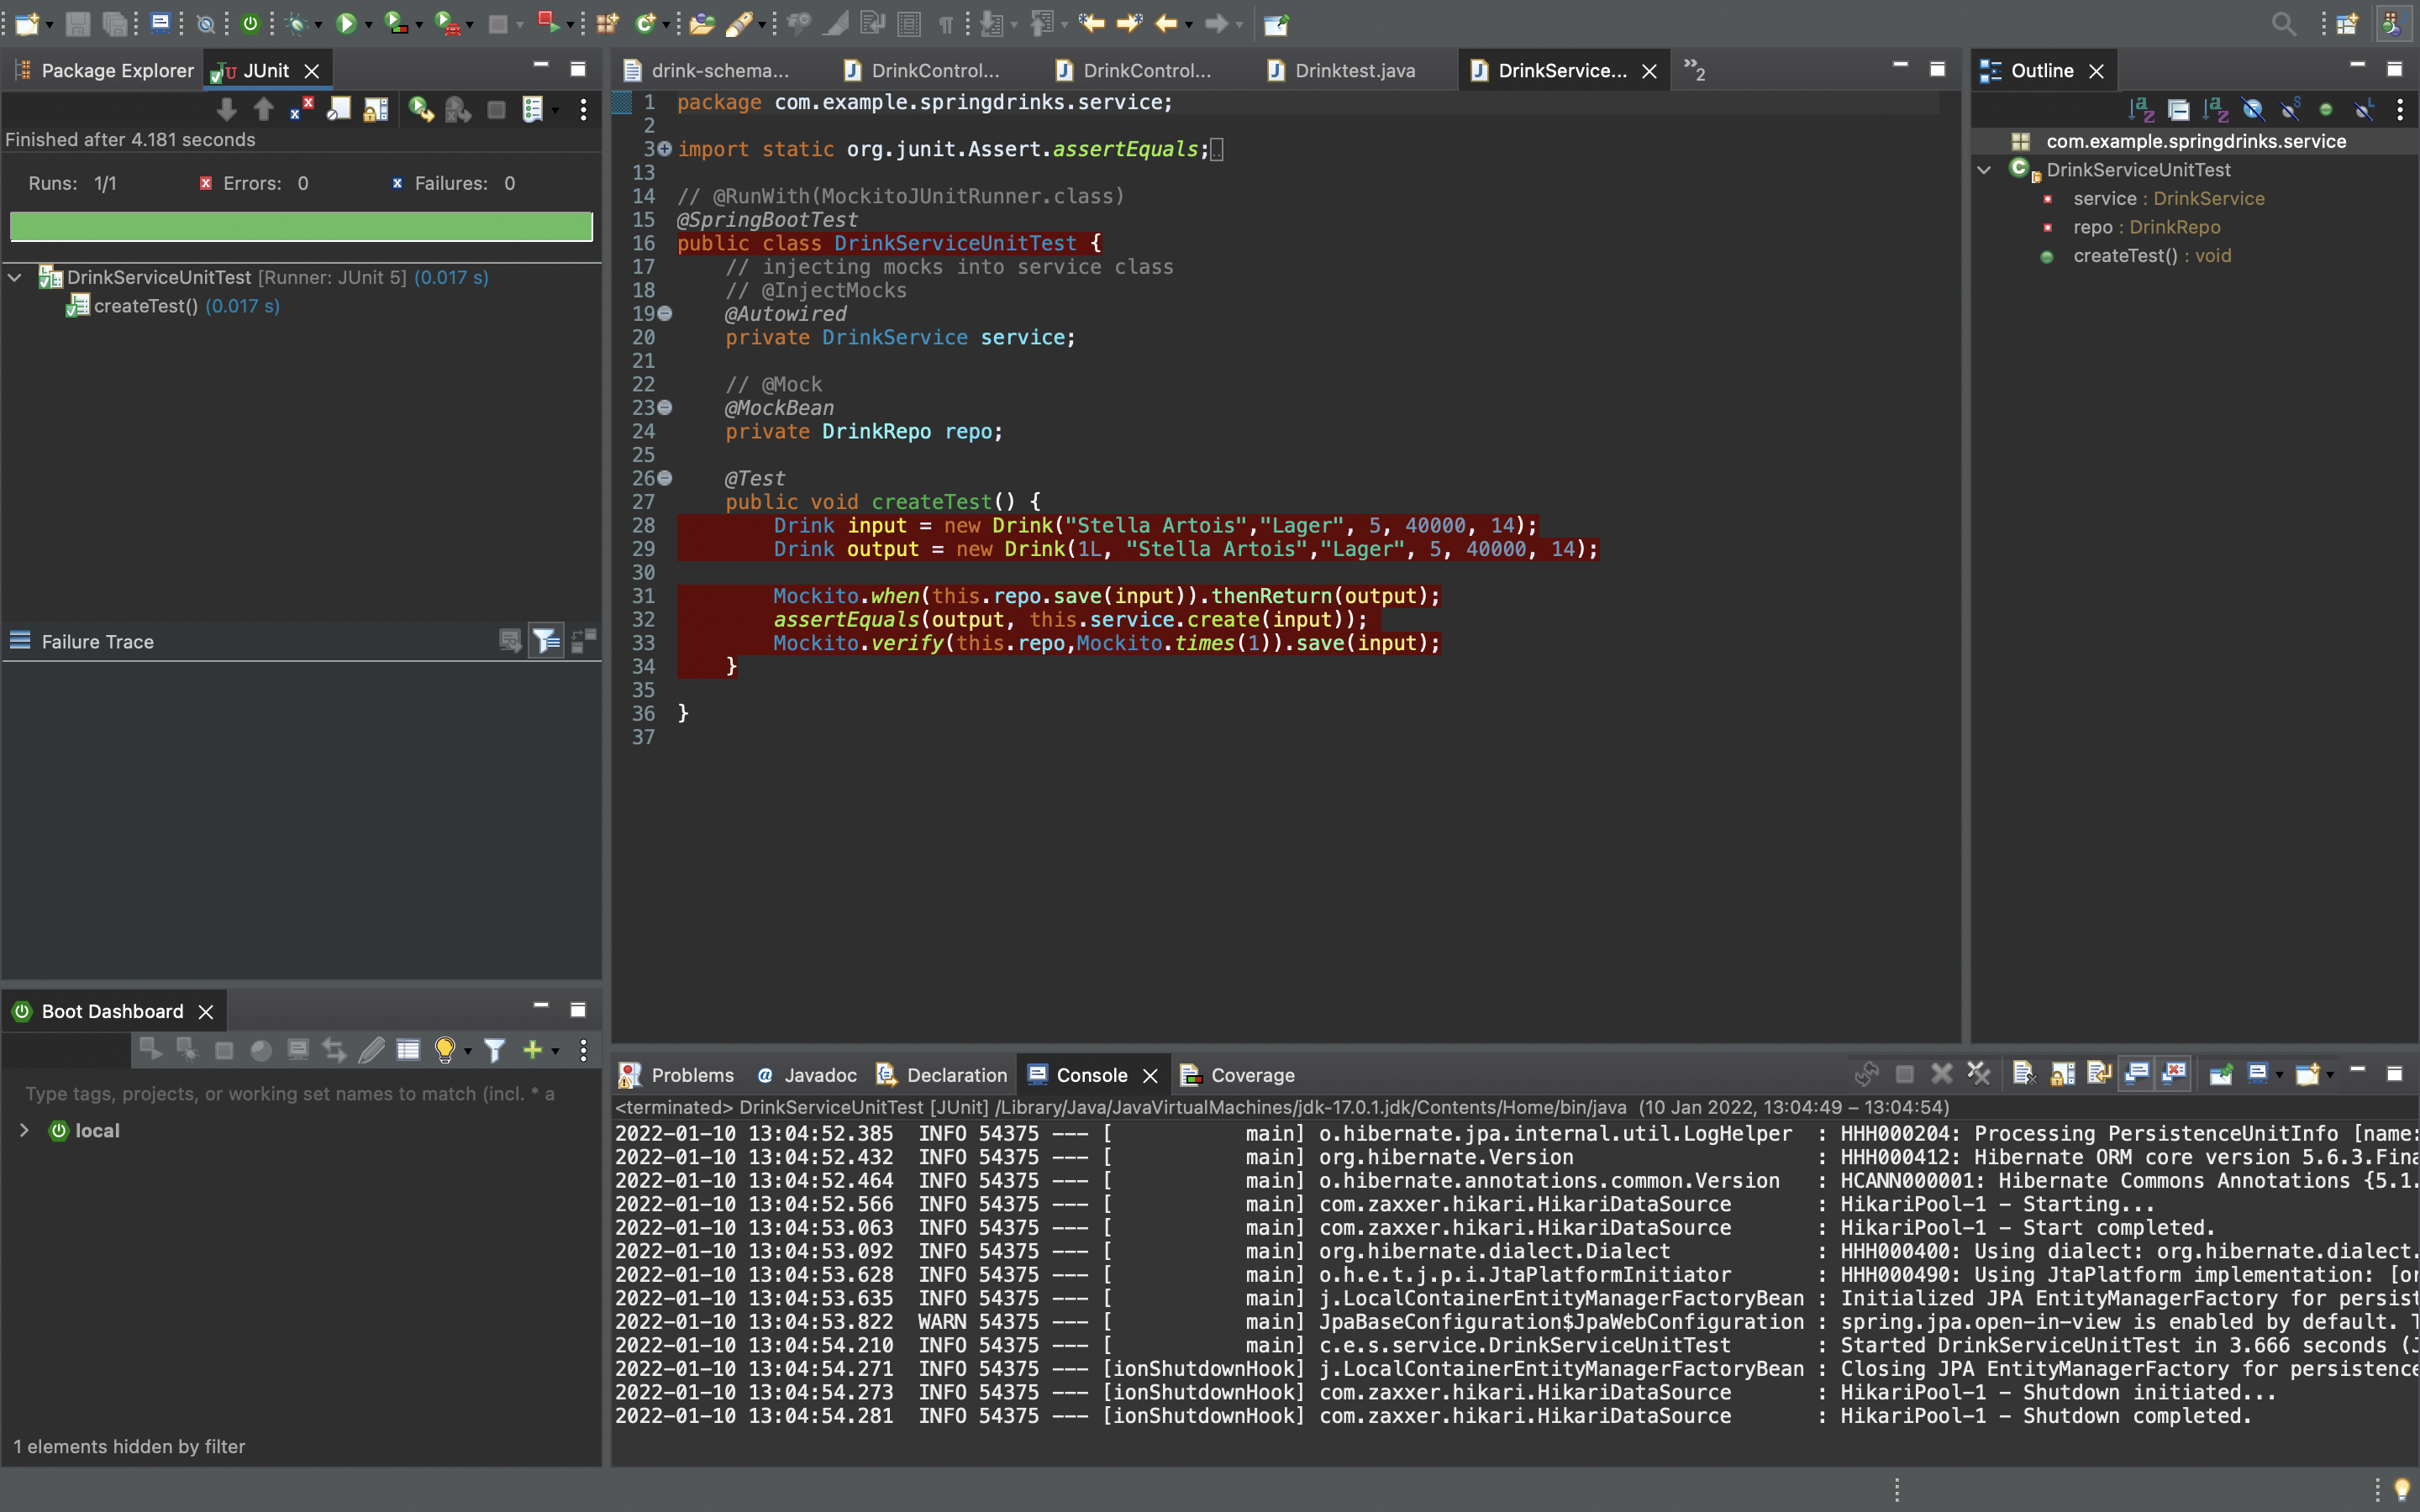 Package Explorer
JUnit
Finished after 4.181 seconds
Runs: 1/1
Errors: 0
Failures: 0
DrinkServiceUnitTest [Runner: JUnit 5] (0.017 s)
createTest() (0.017 s)
Failure Trace
Boot Dashboard
Type tags, projects, or working set names to match (incl. * a
local
1 elements hidden by filter
drink-schema...
DrinkControl...
DrinkControl...
Drinktest.java
DrinkService...
»2
1 package com.example.springdrinks.service;
2
3 import static org.junit.Assert.assertEquals;
13
14 // @RunWith(MockitoJUnitRunner.class)
15 @SpringBootTest
16 public class DrinkServiceUnitTest {
17 // injecting mocks into service class
18 // @InjectMocks
19 @Autowired
20 private DrinkService service;
21
22 // @Mock
23 @MockBean
24 private DrinkRepo repo;
25
26 @Test
27 public void createTest() {
28 Drink input = new Drink("Stella Artois","Lager", 5, 40000, 14);
29 Drink output = new Drink(1L, "Stella Artois","Lager", 5, 40000, 14);
30
31 Mockito.when(this.repo.save(input)).thenReturn(output);
32 assertEquals(output, this.service.create(input));
33 Mockito.verify(this.repo,Mockito.times(1)).save(input);
34 }
35
36 }
37
Outline
com.example.springdrinks.service
DrinkServiceUnitTest
service : DrinkService
repo : DrinkRepo
createTest() : void
Problems
Javadoc
Declaration
Console
Coverage
<terminated> DrinkServiceUnitTest [JUnit] /Library/Java/JavaVirtualMachines/jdk-17.0.1.jdk/Contents/Home/bin/java (10 Jan 2022, 13:04:49 – 13:04:54)
2022-01-10 13:04:52.385 INFO 54375 --- [ main] o.hibernate.jpa.internal.util.LogHelper : HHH000204: Processing PersistenceUnitInfo [name:
2022-01-10 13:04:52.432 INFO 54375 --- [ main] org.hibernate.Version : HHH000412: Hibernate ORM core version 5.6.3.Fina
2022-01-10 13:04:52.464 INFO 54375 --- [ main] o.hibernate.annotations.common.Version : HCANN000001: Hibernate Commons Annotations {5.1.
2022-01-10 13:04:52.566 INFO 54375 --- [ main] com.zaxxer.hikari.HikariDataSource : HikariPool-1 - Starting...
2022-01-10 13:04:53.063 INFO 54375 --- [ main] com.zaxxer.hikari.HikariDataSource : HikariPool-1 - Start completed.
2022-01-10 13:04:53.092 INFO 54375 --- [ main] org.hibernate.dialect.Dialect : HHH000400: Using dialect: org.hibernate.dialect.
2022-01-10 13:04:53.628 INFO 54375 --- [ main] o.h.e.t.j.p.i.JtaPlatformInitiator : HHH000490: Using JtaPlatform implementation: [or
2022-01-10 13:04:53.635 INFO 54375 --- [ main] j.LocalContainerEntityManagerFactoryBean : Initialized JPA EntityManagerFactory for persist
2022-01-10 13:04:53.822 WARN 54375 --- [ main] JpaBaseConfiguration$JpaWebConfiguration : spring.jpa.open-in-view is enabled by default. T
2022-01-10 13:04:54.210 INFO 54375 --- [ main] c.e.s.service.DrinkServiceUnitTest : Started DrinkServiceUnitTest in 3.666 seconds (J
2022-01-10 13:04:54.271 INFO 54375 --- [ionShutdownHook] j.LocalContainerEntityManagerFactoryBean : Closing JPA EntityManagerFactory for persistence
2022-01-10 13:04:54.273 INFO 54375 --- [ionShutdownHook] com.zaxxer.hikari.HikariDataSource : HikariPool-1 - Shutdown initiated...
2022-01-10 13:04:54.281 INFO 54375 --- [ionShutdownHook] com.zaxxer.hikari.HikariDataSource : HikariPool-1 - Shutdown completed.